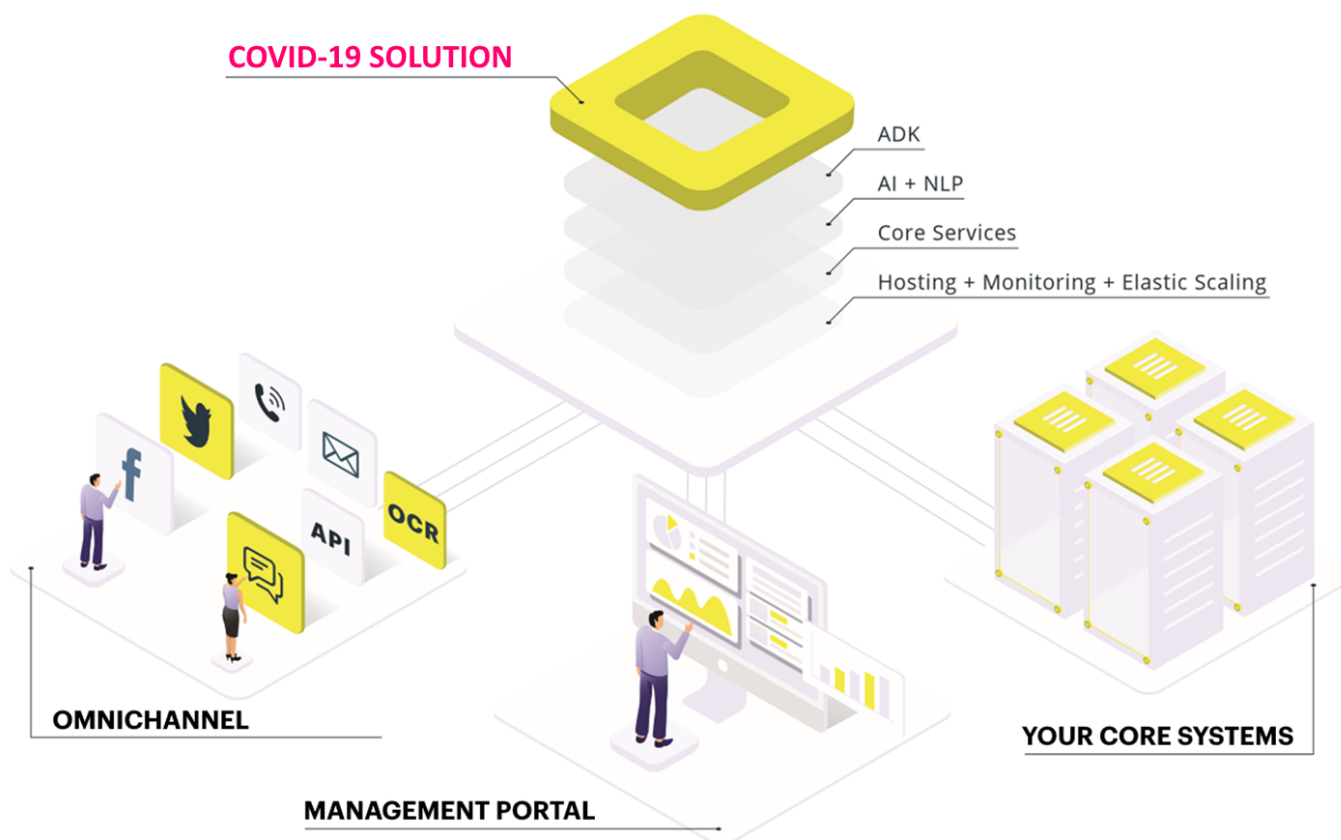 COVID-19 SOLUTION
ADK
AI + NLP
Core Services
Hosting + Monitoring + Elastic Scaling
f
API
OCR
OMNICHANNEL
YOUR CORE SYSTEMS
MANAGEMENT PORTAL